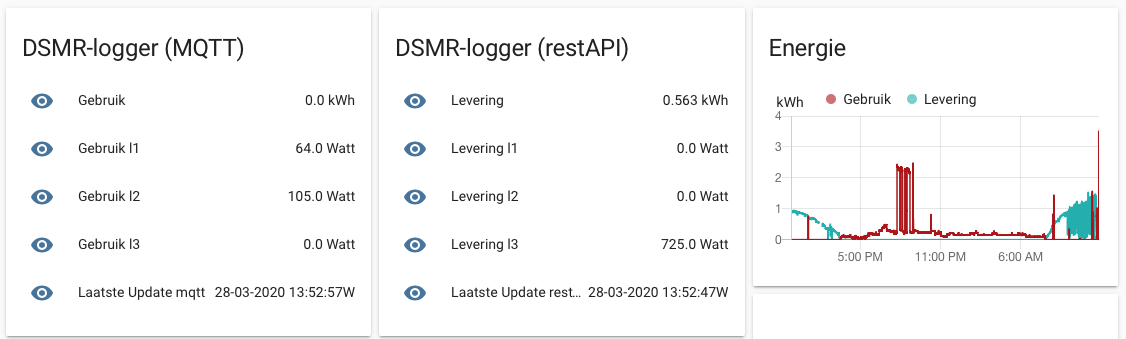 DSMR-logger (MQTT)
Gebruik 0.0 kWh
Gebruik l1 64.0 Watt
Gebruik l2 105.0 Watt
Gebruik l3 0.0 Watt
Laatste Update mqtt 28-03-2020 13:52:57W
DSMR-logger (restAPI)
Levering 0.563 kWh
Levering l1 0.0 Watt
Levering l2 0.0 Watt
Levering l3 725.0 Watt
Laatste Update rest... 28-03-2020 13:52:47W
Energie
kWh Gebruik Levering
4
3
2
1
0
5:00 PM 11:00 PM 6:00 AM